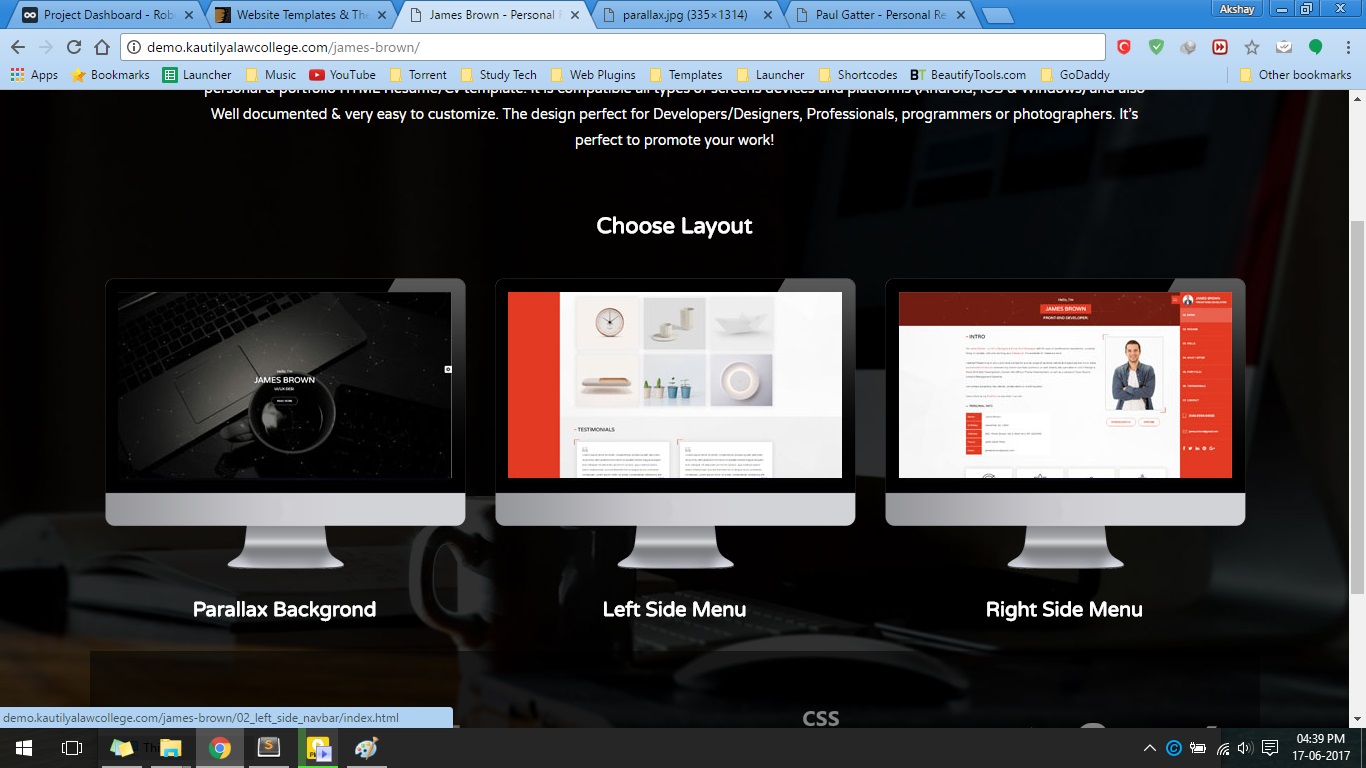 Project Dashboard - Rob
Website Templates & The
James Brown - Personal
parallax.jpg (335×1314)
Paul Gatter - Personal Re
Akshay
demo.kautilyalawcollege.com/james-brown/
Apps
Bookmarks
Launcher
Music
YouTube
Torrent
Study Tech
Web Plugins
Templates
Launcher
Shortcodes
BT BeautifyTools.com
GoDaddy
Other bookmarks
personal & portfolio HTML Resume/Cv template. It is compatible all types of screens devices and platforms (Android, iOS & Windows) and also
Well documented & very easy to customize. The design perfect for Developers/Designers, Professionals, programmers or photographers. It's
perfect to promote your work!
Choose Layout
Hello, I'm
JAMES BROWN
- TESTIMONIALS
Hello, I'm
JAMES BROWN
FRONT-END DEVELOPER
- INTRO
JAMES BROWN
Parallax Backgrond
Left Side Menu
Right Side Menu
CSS
demo.kautilyalawcollege.com/james-brown/02_left_side_navbar/index.html
04:39 PM
17-06-2017